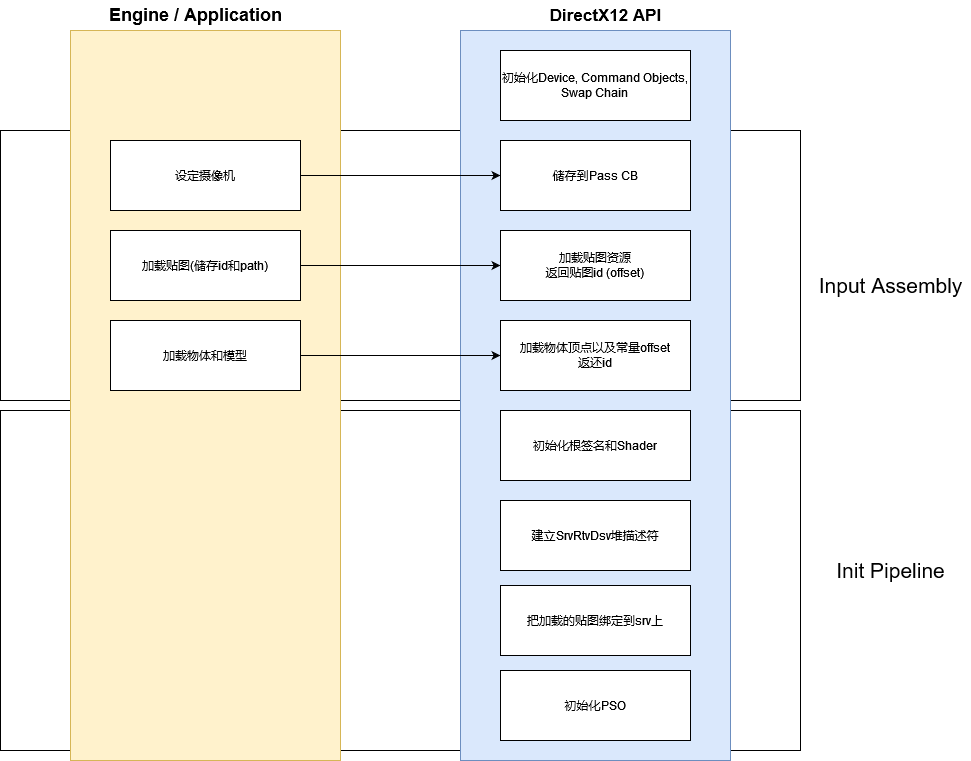 Engine / Application
DirectX12 API
初始化Device, Command Objects,
Swap Chain
设定摄像机
储存到Pass CB
加载贴图(储存id和path)
加载贴图资源
返回贴图id (offset)
Input Assembly
加载物体和模型
加载物体顶点以及常量offset
返还id
初始化根签名和Shader
建立SrvRtvDsv堆描述符
Init Pipeline
把加载的贴图绑定到srv上
初始化PSO